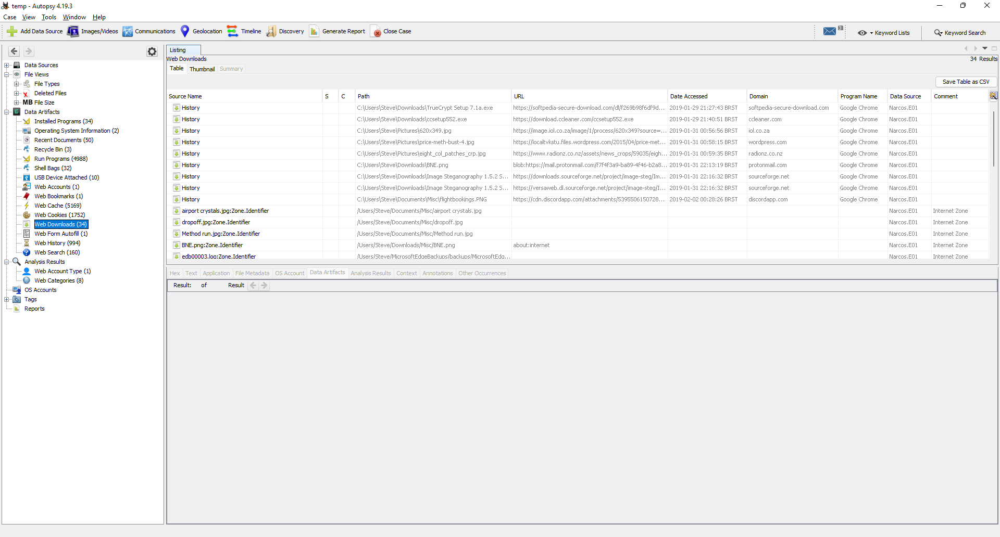 temp - Autopsy 4.19.3
Case View Tools Window Help
Add Data Source Images/Videos Communications Geolocation Timeline Discovery Generate Report Close Case 3 Keyword Lists Keyword Search
Data Sources
File Views
File Types
Deleted Files
MB File Size
Data Artifacts
Installed Programs (34)
Operating System Information (2)
Recent Documents (50)
Recycle Bin (3)
Run Programs (4988)
Shell Bags (32)
USB Device Attached (10)
Web Accounts (1)
Web Bookmarks (1)
Web Cache (5169)
Web Cookies (1752)
Web Downloads (34)
Web Form Autofill (1)
Web History (994)
Web Search (160)
Analysis Results
Web Account Type (1)
Web Categories (8)
OS Accounts
Tags
Reports
Listing
Web Downloads 34 Results
Table Thumbnail Summary
Save Table as CSV
Source Name S C Path URL Date Accessed Domain Program Name Data Source Comment
History C:\Users\Steve\Downloads\TrueCrypt Setup 7.1a.exe https://softpedia-secure-download.com/dl/f269b98f6df9d... 2019-01-29 21:27:43 BRST softpedia-secure-download.com Google Chrome Narcos.E01
History C:\Users\Steve\Downloads\ccsetup552.exe https://download.ccleaner.com/ccsetup552.exe 2019-01-29 21:40:51 BRST ccleaner.com Google Chrome Narcos.E01
History C:\Users\Steve\Pictures\620x349.jpg https://image.iol.co.za/image/1/process/620x349?source=... 2019-01-31 00:56:56 BRST iol.co.za Google Chrome Narcos.E01
History C:\Users\Steve\Pictures\price-meth-bust-4.jpg https://localtvkstu.files.wordpress.com/2015/04/price-met... 2019-01-31 00:58:15 BRST wordpress.com Google Chrome Narcos.E01
History C:\Users\Steve\Pictures\eight_col_patches_crp.jpg https://www.radionz.co.nz/assets/news_crops/59035/eigh... 2019-01-31 00:59:35 BRST radionz.co.nz Google Chrome Narcos.E01
History C:\Users\Steve\Downloads\BNE.png blob:https://mail.protonmail.com/f7f4f3a9-ba89-4f46-b2a8... 2019-01-31 22:13:19 BRST protonmail.com Google Chrome Narcos.E01
History C:\Users\Steve\Downloads\Image Steganography 1.5.2 S... https://downloads.sourceforge.net/project/image-steg/Im... 2019-01-31 22:16:32 BRST sourceforge.net Google Chrome Narcos.E01
History C:\Users\Steve\Downloads\Image Steganography 1.5.2 S... https://versaweb.dl.sourceforge.net/project/image-steg/I... 2019-01-31 22:16:32 BRST sourceforge.net Google Chrome Narcos.E01
History C:\Users\Steve\Documents\Misc\flightbookings.PNG https://cdn.discordapp.com/attachments/5395506150728... 2019-02-02 00:28:26 BRST discordapp.com Google Chrome Narcos.E01
airport crystals.jpg:Zone.Identifier /Users/Steve/Documents/Misc/airport crystals.jpg Narcos.E01 Internet Zone
dropoff.jpg:Zone.Identifier /Users/Steve/Documents/Misc/dropoff.jpg Narcos.E01 Internet Zone
Method run.jpg:Zone.Identifier /Users/Steve/Documents/Misc/Method run.jpg Narcos.E01 Internet Zone
BNE.png:Zone.Identifier /Users/Steve/Downloads/Misc/BNE.png about:internet Narcos.E01 Internet Zone
edb00003.log:Zone.Identifier /Users/Steve/MicrosoftEdgeBackups/backups/MicrosoftEdg... Narcos.E01 Internet Zone
Hex Text Application File Metadata OS Account Data Artifacts Analysis Results Context Annotations Other Occurrences
Result: of Result